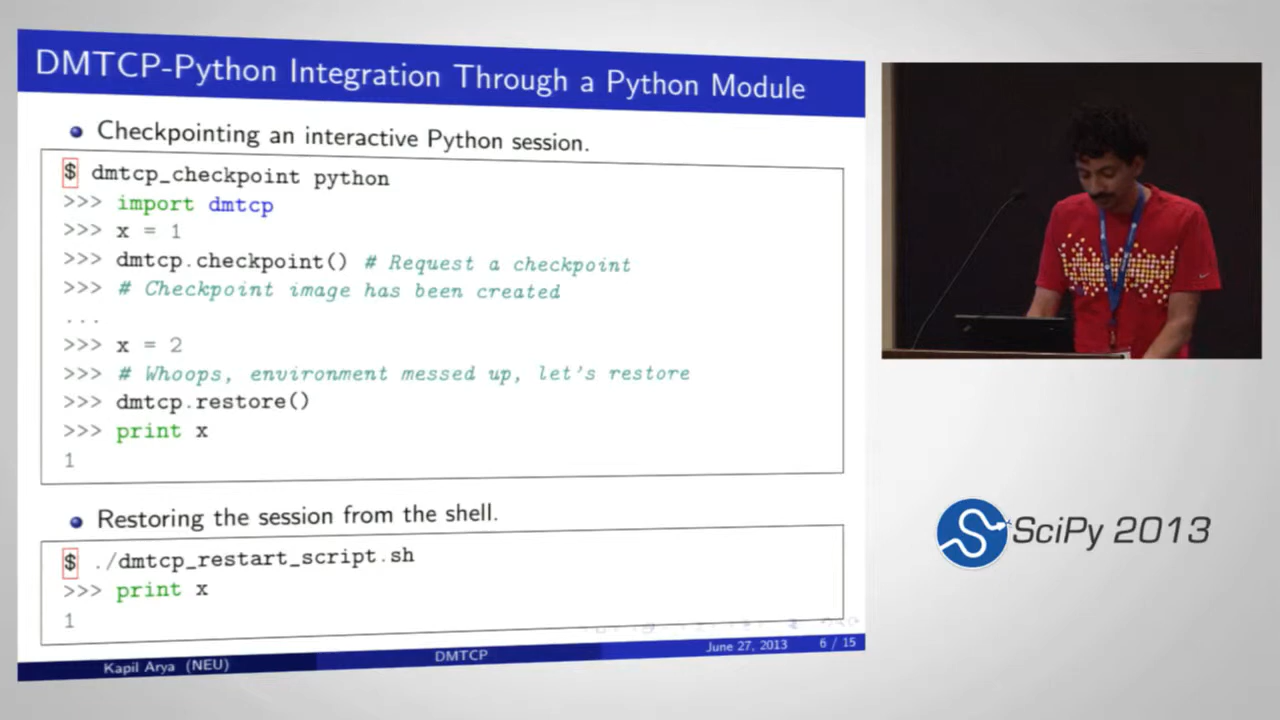 DMTCP-Python Integration Through a Python Module
Checkpointing an interactive Python session.
$ dmtcp_checkpoint python
>>> import dmtcp
>>> x = 1
>>> dmtcp.checkpoint() # Request a checkpoint
>>> # Checkpoint image has been created
...
>>> x = 2
>>> # Whoops, environment messed up, let's restore
>>> dmtcp.restore()
>>> print x
1
Restoring the session from the shell.
$ ./dmtcp_restart_script.sh
>>> print x
1
Kapil Arya (NEU)
DMTCP
June 27, 2013
6 / 15
SciPy 2013